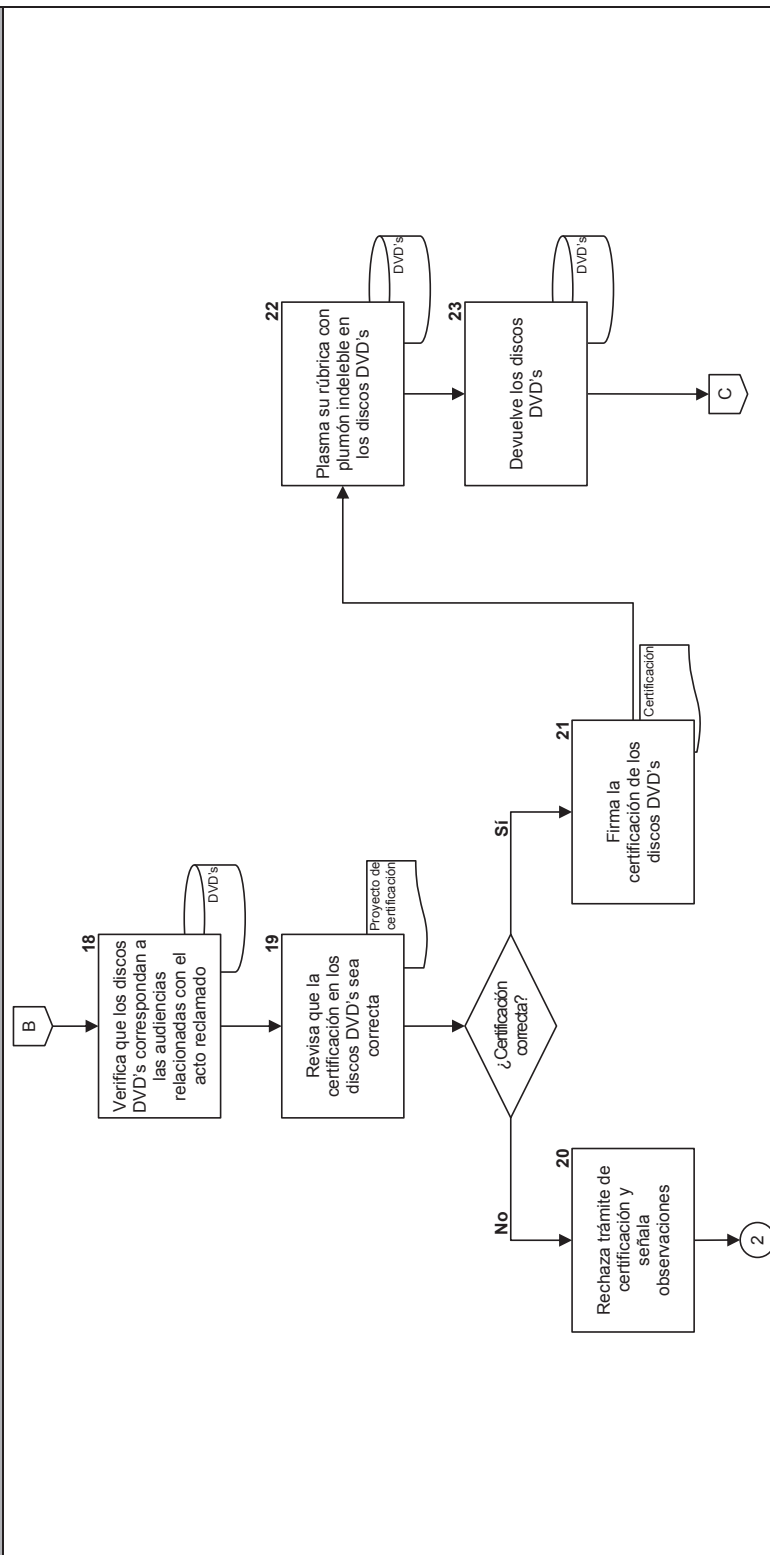 B
18
Verifica que los discos
DVD's correspondan a
las audiencias
relacionadas con el
acto reclamado
DVD's
19
Revisa que la
certificación en los
discos DVD's sea
correcta
Proyecto de
certificación
¿Certificación
correcta?
No
Sí
20
Rechaza trámite de
certificación y
señala
observaciones
2
21
Firma la
certificación de los
discos DVD's
Certificación
22
Plasma su rúbrica con
plumón indeleble en
los discos DVD's
DVD's
23
Devuelve los discos
DVD's
DVD's
C